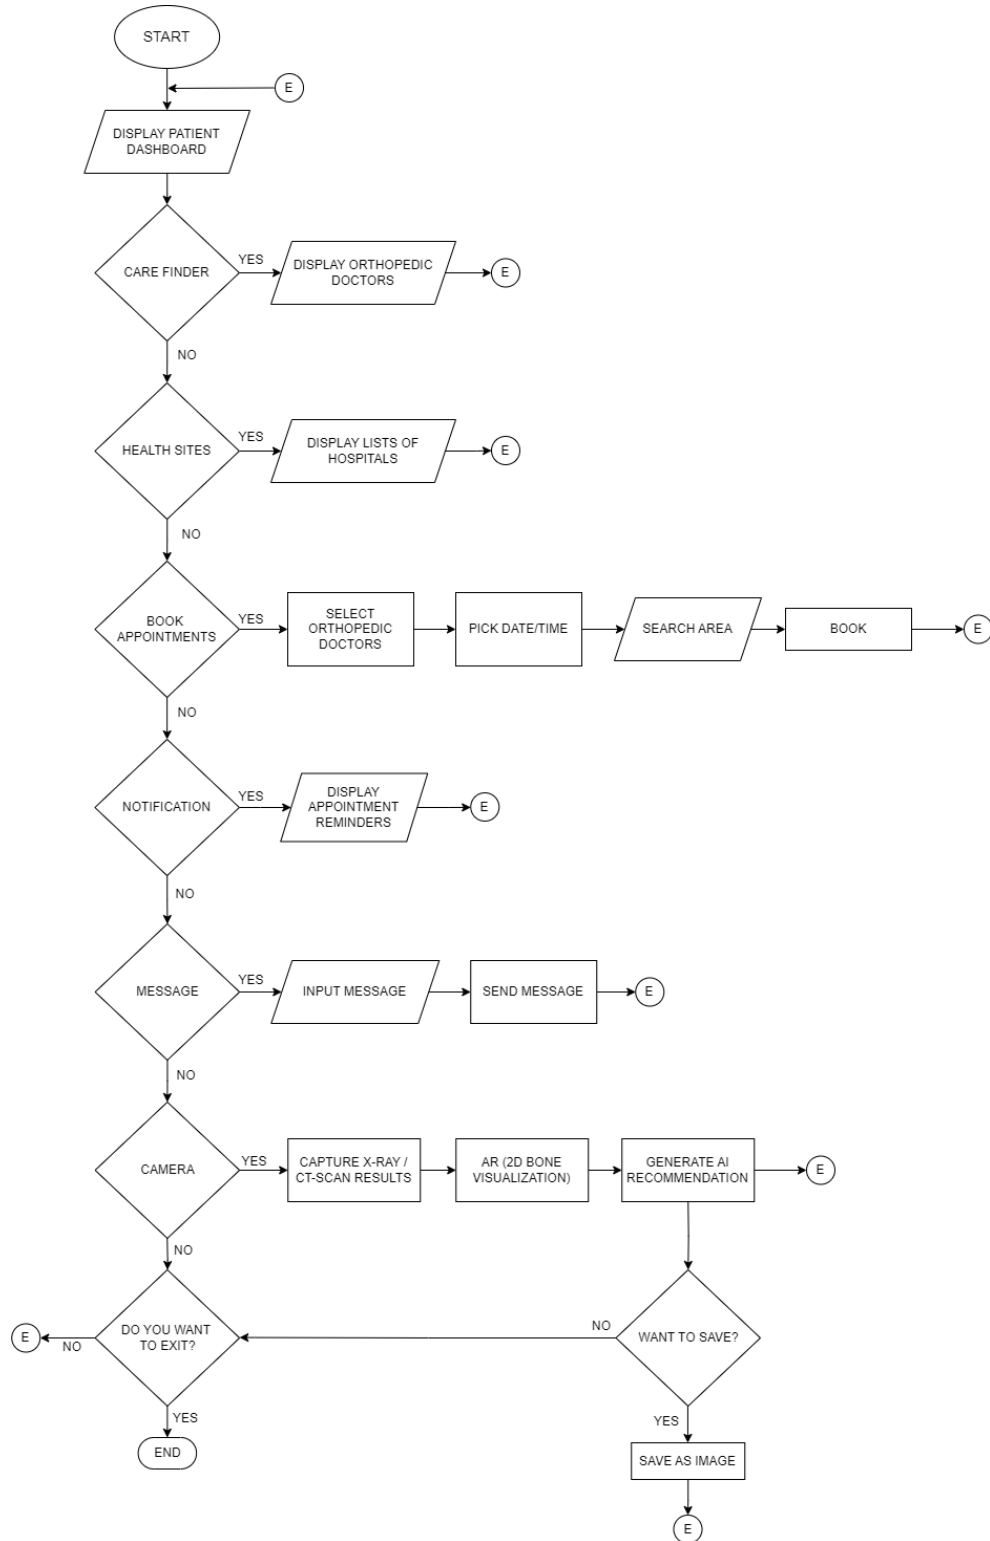 START
E
DISPLAY PATIENT
DASHBOARD
CARE FINDER
YES
DISPLAY ORTHOPEDIC
DOCTORS
E
NO
HEALTH SITES
YES
DISPLAY LISTS OF
HOSPITALS
E
NO
BOOK
APPOINTMENTS
YES
SELECT
ORTHOPEDIC
DOCTORS
PICK DATE/TIME
SEARCH AREA
BOOK
E
NO
NOTIFICATION
YES
DISPLAY
APPOINTMENT
REMINDERS
E
NO
MESSAGE
YES
INPUT MESSAGE
SEND MESSAGE
E
NO
CAMERA
YES
CAPTURE X-RAY /
CT-SCAN RESULTS
AR (2D BONE
VISUALIZATION)
GENERATE AI
RECOMMENDATION
E
NO
E
NO
DO YOU WANT
TO EXIT?
NO
WANT TO SAVE?
YES
END
YES
SAVE AS IMAGE
E